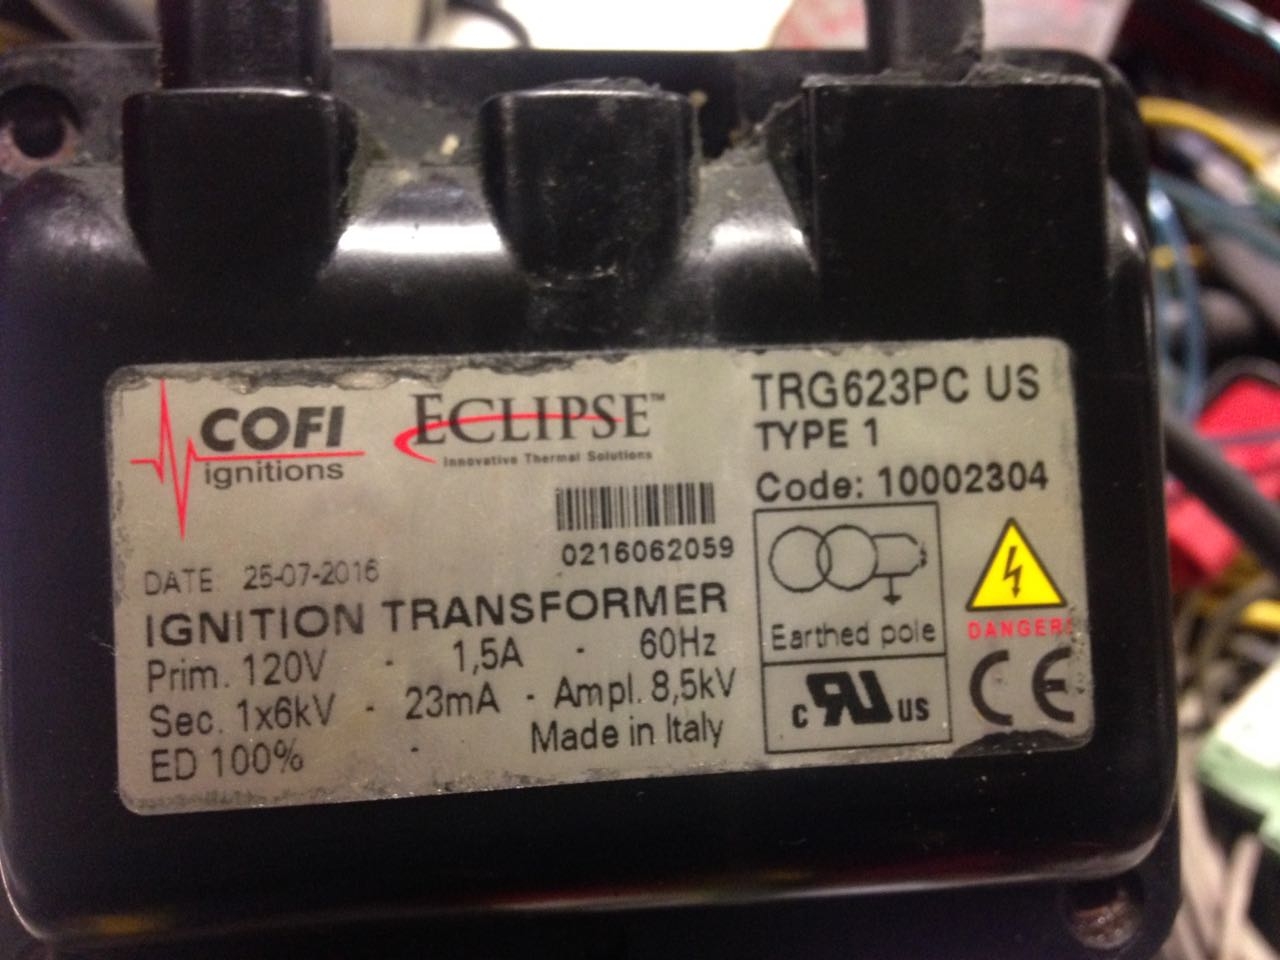 COFI
ignitions
ECLIPSE™
Innovative Thermal Solutions
TRG623PC US
TYPE 1
Code: 10002304
0216062059
DATE 25-07-2016
IGNITION TRANSFORMER
Prim. 120V - 1,5A - 60Hz
Sec. 1x6kV - 23mA - Ampl. 8,5kV
ED 100% - Made in Italy
Earthed pole
c RU US
DANGER
CE